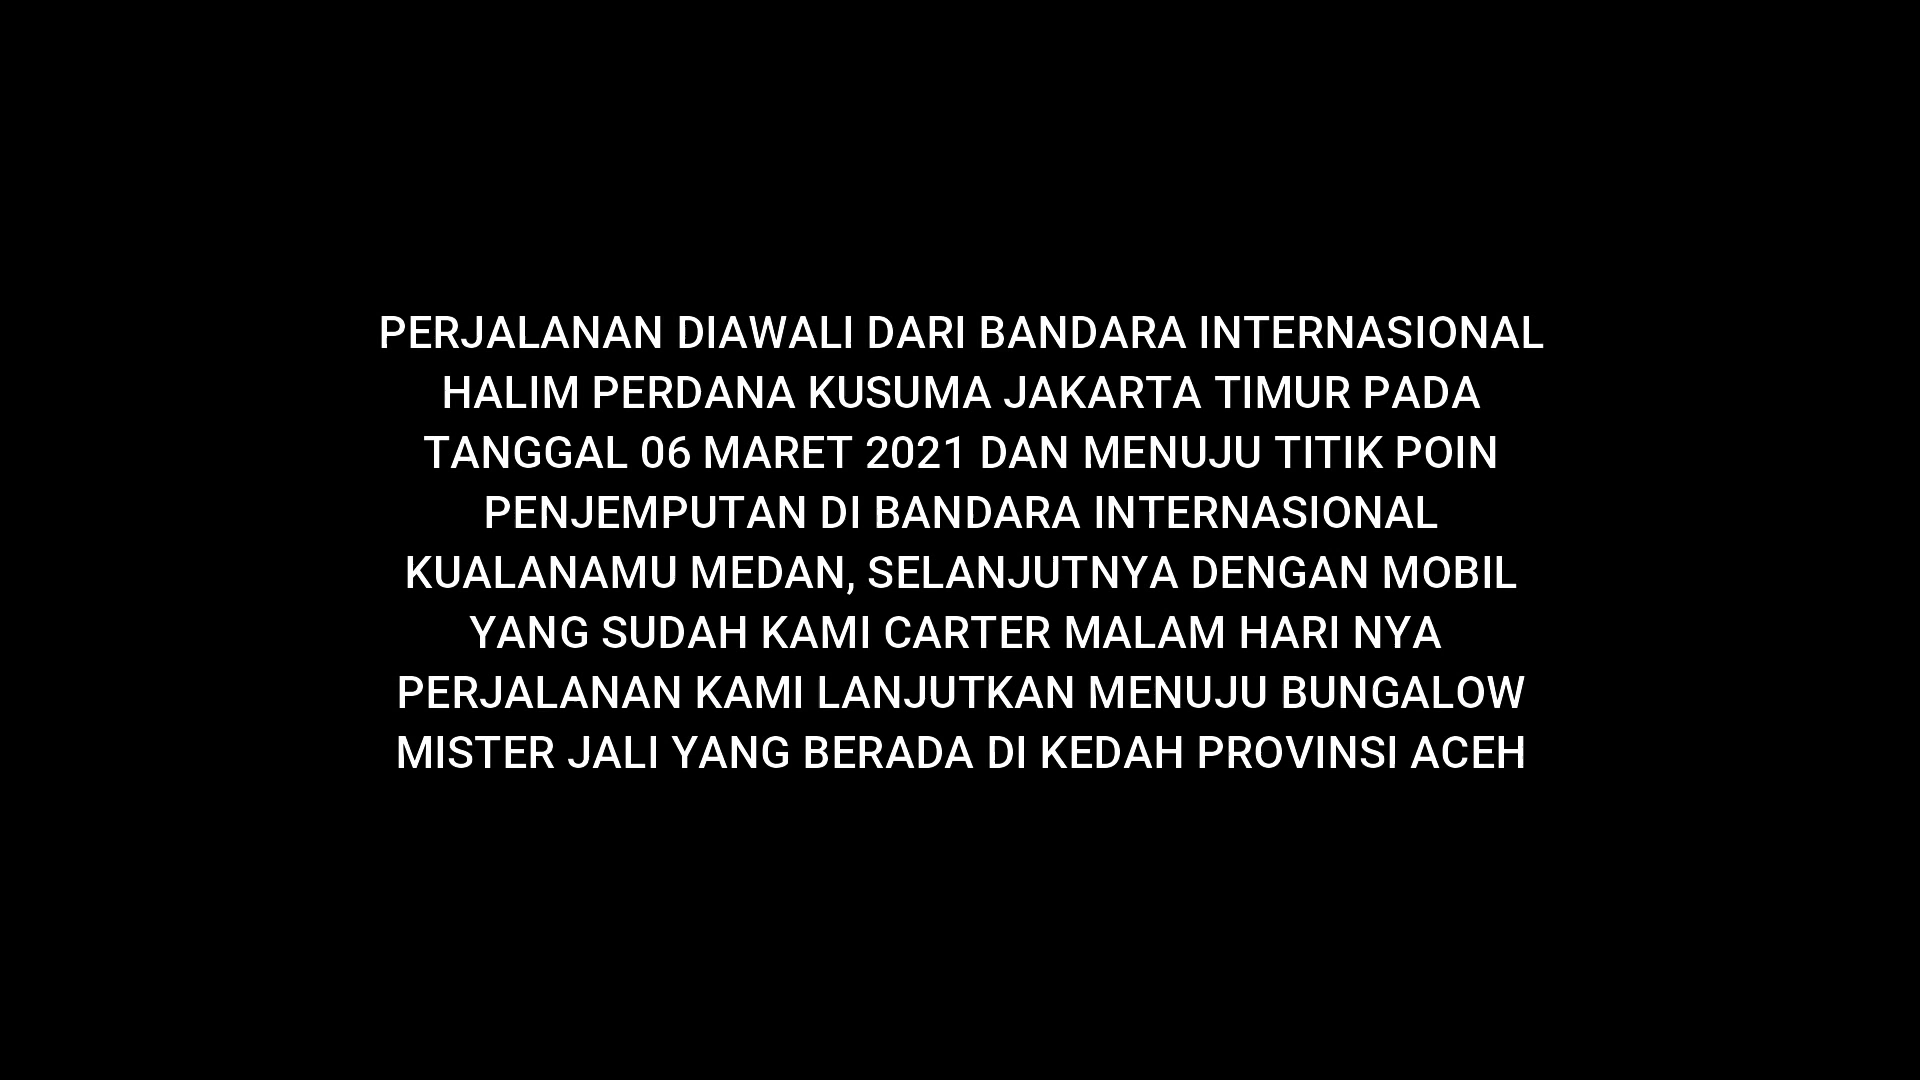 PERJALANAN DIAWALI DARI BANDARA INTERNASIONAL
HALIM PERDANA KUSUMA JAKARTA TIMUR PADA
TANGGAL 06 MARET 2021 DAN MENUJU TITIK POIN
PENJEMPUTAN DI BANDARA INTERNASIONAL
KUALANAMU MEDAN, SELANJUTNYA DENGAN MOBIL
YANG SUDAH KAMI CARTER MALAM HARI NYA
PERJALANAN KAMI LANJUTKAN MENUJU BUNGALOW
MISTER JALI YANG BERADA DI KEDAH PROVINSI ACEH